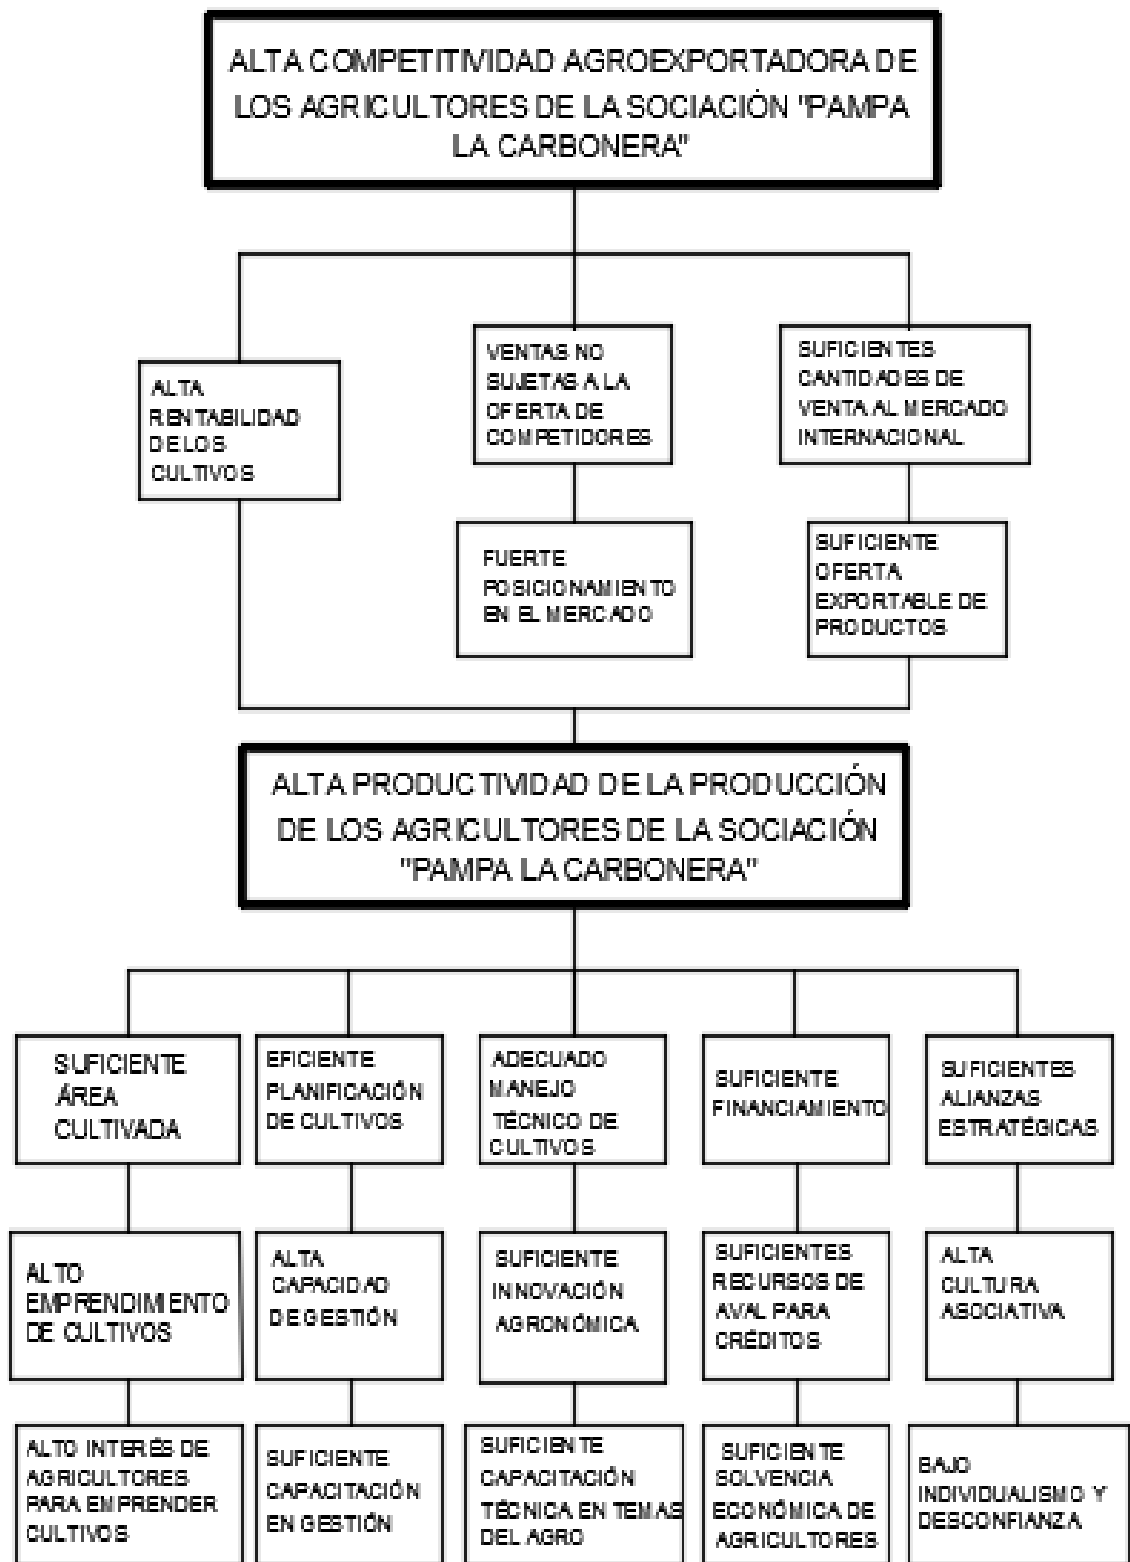 ALTA COMPETITIVIDAD AGROEXPORTADORA DE
LOS AGRICULTORES DE LA SOCIACIÓN "PAMPA
LA CARBONERA"
ALTA
RENTABILIDAD
DE LOS
CULTIVOS
VENTAS NO
SUJETAS A LA
OFERTA DE
COMPETIDORES
SUFICIENTES
CANTIDADES DE
VENTA AL MERCADO
INTERNACIONAL
FUERTE
POSICIONAMIENTO
EN EL MERCADO
SUFICIENTE
OFERTA
EXPORTABLE DE
PRODUCTOS
ALTA PRODUCTIVIDAD DE LA PRODUCCIÓN
DE LOS AGRICULTORES DE LA SOCIACIÓN
"PAMPA LA CARBONERA"
SUFICIENTE
ÁREA
CULTIVADA
EFICIENTE
PLANIFICACIÓN
DE CULTIVOS
ADECUADO
MANEJO
TÉCNICO DE
CULTIVOS
SUFICIENTE
FINANCIAMIENTO
SUFICIENTES
ALIANZAS
ESTRATÉGICAS
ALTO
EMPRENDIMIENTO
DE CULTIVOS
ALTA
CAPACIDAD
DE GESTIÓN
SUFICIENTE
INNOVACIÓN
AGRONÓMICA
SUFICIENTES
RECURSOS DE
AVAL PARA
CRÉDITOS
ALTA
CULTURA
ASOCIATIVA
ALTO INTERÉS DE
AGRICULTORES
PARA EMPRENDER
CULTIVOS
SUFICIENTE
CAPACITACIÓN
EN GESTIÓN
SUFICIENTE
CAPACITACIÓN
TÉCNICA EN TEMAS
DEL AGRO
SUFICIENTE
SOLVENCIA
ECONÓMICA DE
AGRICULTORES
BAJO
INDIVIDUALISMO Y
DESCONFIANZA